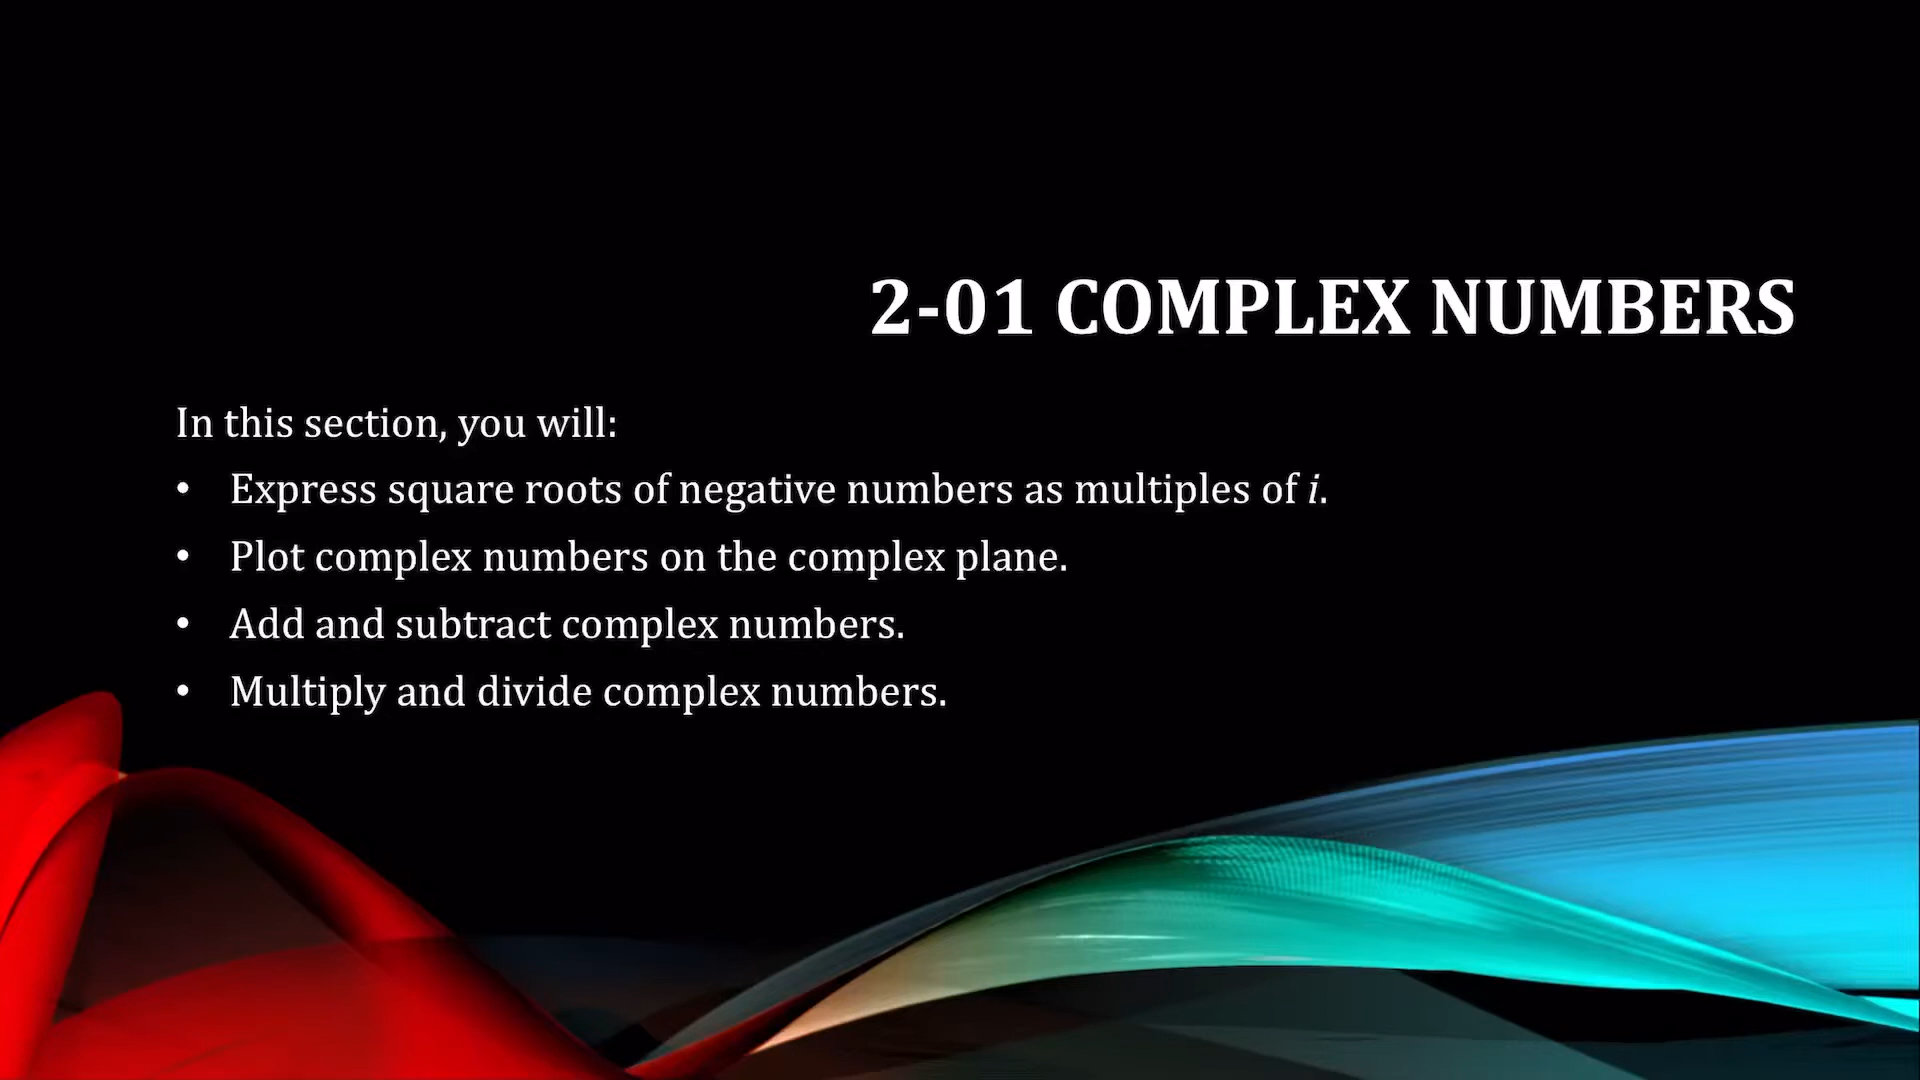 2-01 COMPLEX NUMBERS
In this section, you will:
• Express square roots of negative numbers as multiples of i.
• Plot complex numbers on the complex plane.
• Add and subtract complex numbers.
• Multiply and divide complex numbers.